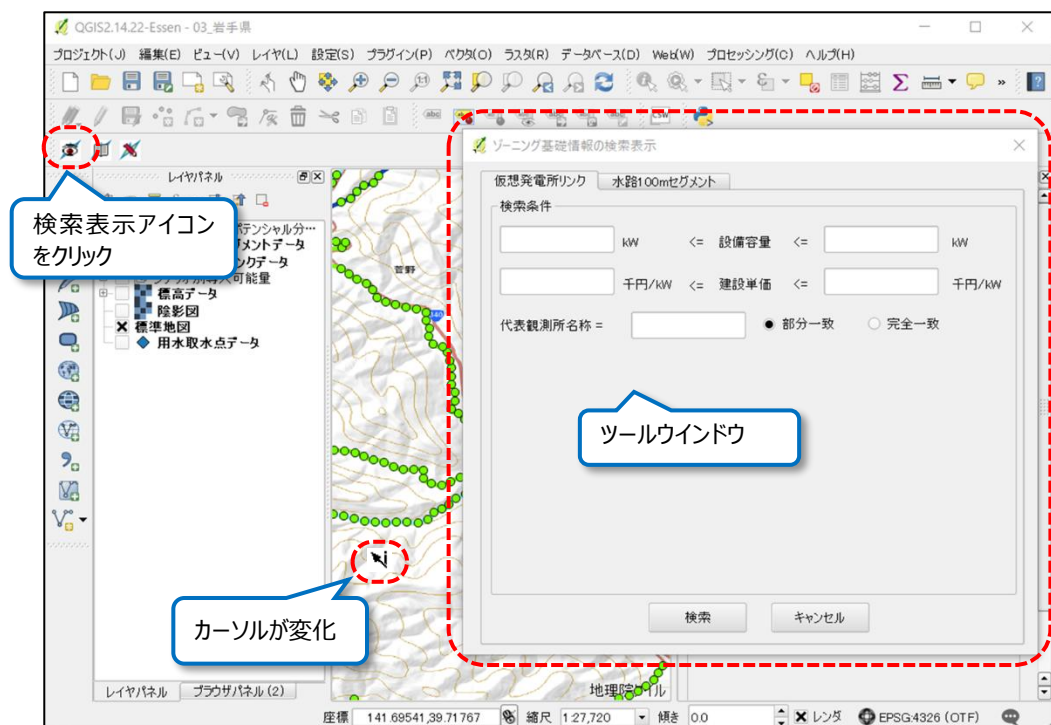 QGIS2.14.22-Essen - 03_岩手県
プロジェクト(J) 編集(E) ビュー(V) レイヤ(L) 設定(S) プラグイン(P) ベクタ(O) ラスタ(R) データベース(D) Web(W) プロセッシング(C) ヘルプ(H)
abc
CSW
ゾーニング基礎情報の検索表示
レイヤパネル
仮想発電所リンク 水路100mセグメント
検索表示アイコン
をクリック
検索条件
テンシャル分…
メントデータ
ンクデータ
可能量
標高データ
陰影図
標準地図
用水取水点データ
菅野
340
kW <= 設備容量 <= kW
千円/kW <= 建設単価 <= 千円/kW
代表観測所名称 = 部分一致 完全一致
ツールウインドウ
カーソルが変化
検索 キャンセル
レイヤパネル ブラウザパネル (2)
地理院タイル
座標 141.69541,39.71767 縮尺 1:27,720 傾き 0.0 レンダ EPSG:4326 (OTF)